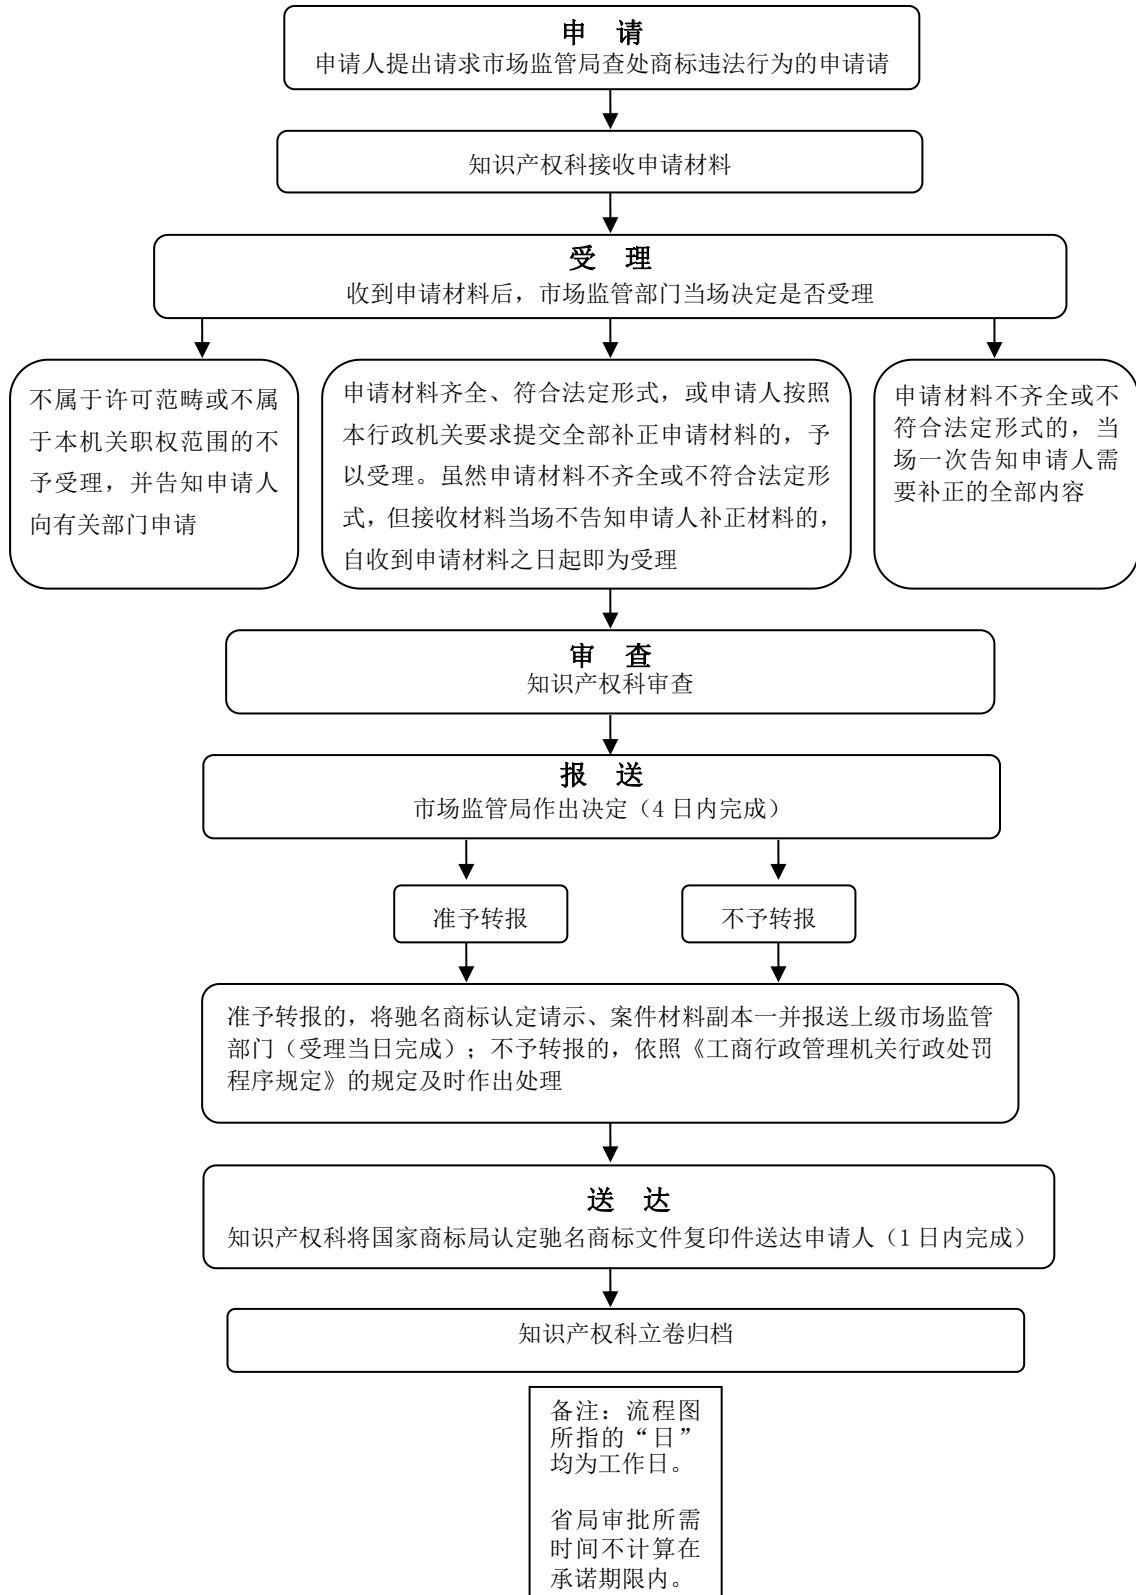 申 请
申请人提出请求市场监管局查处商标违法行为的申请请
知识产权科接收申请材料
受 理
收到申请材料后，市场监管部门当场决定是否受理
不属于许可范畴或不属
于本机关职权范围的不
予受理，并告知申请人
向有关部门申请
申请材料齐全、符合法定形式，或申请人按照
本行政机关要求提交全部补正申请材料的，予
以受理。虽然申请材料不齐全或不符合法定形
式，但接收材料当场不告知申请人补正材料的，
自收到申请材料之日起即为受理
申请材料不齐全或不
符合法定形式的，当
场一次告知申请人需
要补正的全部内容
审 查
知识产权科审查
报 送
市场监管局作出决定（4 日内完成）
准予转报
不予转报
准予转报的，将驰名商标认定请示、案件材料副本一并报送上级市场监管
部门（受理当日完成）；不予转报的，依照《工商行政管理机关行政处罚
程序规定》的规定及时作出处理
送 达
知识产权科将国家商标局认定驰名商标文件复印件送达申请人（1 日内完成）
知识产权科立卷归档
备注：流程图
所指的“日”
均为工作日。
省局审批所需
时间不计算在
承诺期限内。